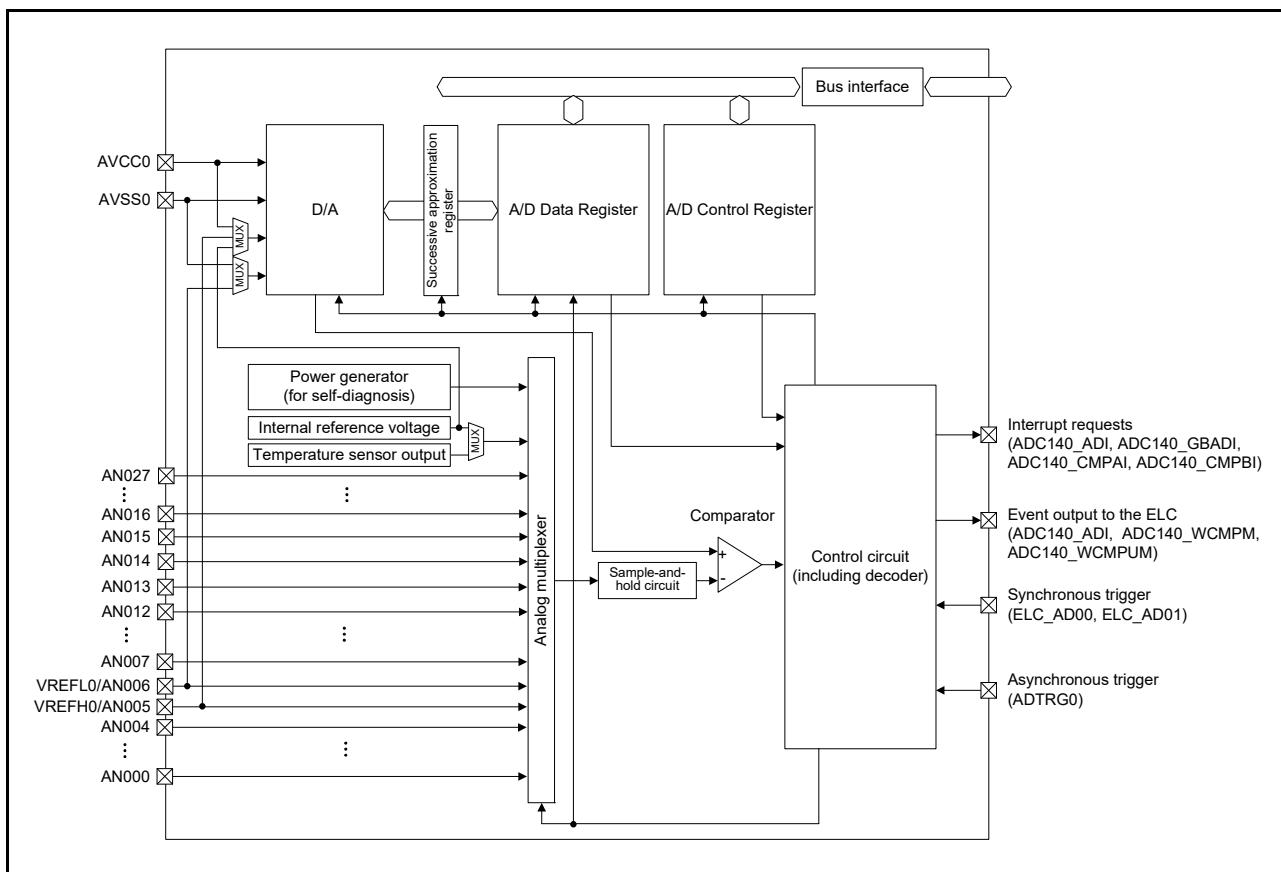 Bus interface
AVCC0
AVSS0
MUX
MUX
D/A
Successive approximation
register
A/D Data Register
A/D Control Register
Power generator
(for self-diagnosis)
Internal reference voltage
Temperature sensor output
MUX
AN027
AN016
AN015
AN014
AN013
AN012
AN007
VREFL0/AN006
VREFH0/AN005
AN004
AN000
Analog multiplexer
Sample-and-
hold circuit
Comparator
+
-
Control circuit
(including decoder)
Interrupt requests
(ADC140_ADI, ADC140_GBADI,
ADC140_CMPAI, ADC140_CMPBI)
Event output to the ELC
(ADC140_ADI, ADC140_WCMPM,
ADC140_WCMPUM)
Synchronous trigger
(ELC_AD00, ELC_AD01)
Asynchronous trigger
(ADTRG0)